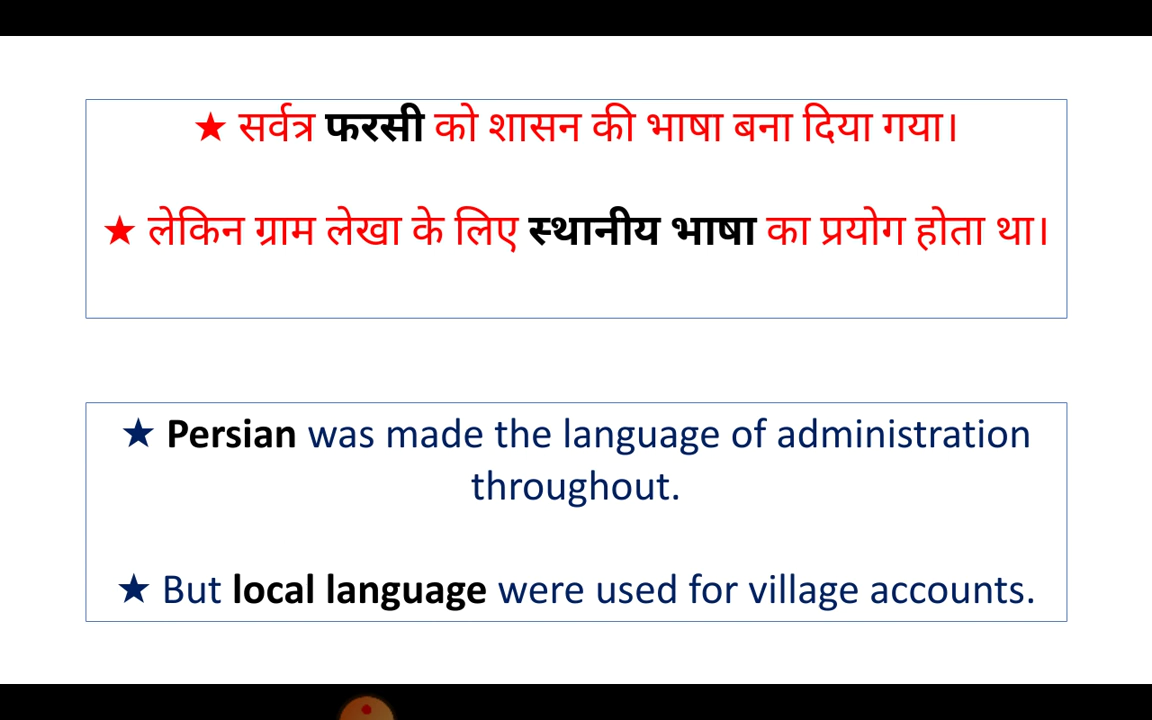 ★ सर्वत्र फरसी को शासन की भाषा बना दिया गया।
★ लेकिन ग्राम लेखा के लिए स्थानीय भाषा का प्रयोग होता था।
★ Persian was made the language of administration
throughout.
★ But local language were used for village accounts.